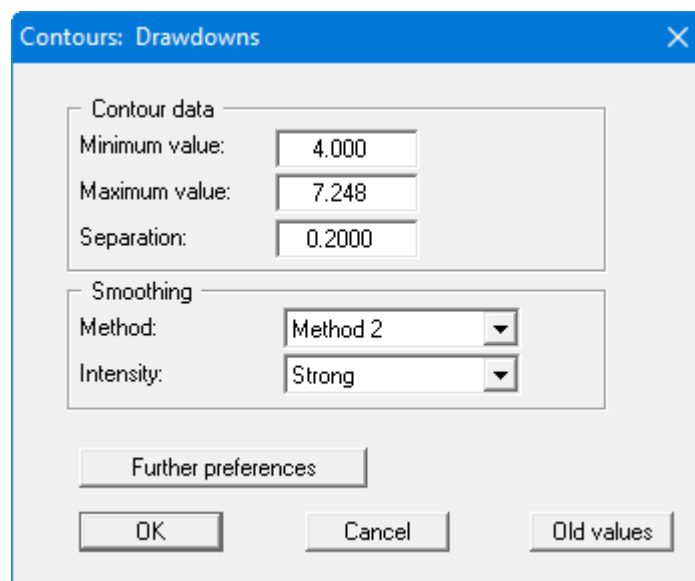 Contours: Drawdowns
Contour data
Minimum value: 4.000
Maximum value: 7.248
Separation: 0.2000
Smoothing
Method: Method 2
Intensity: Strong
Further preferences
OK Cancel Old values